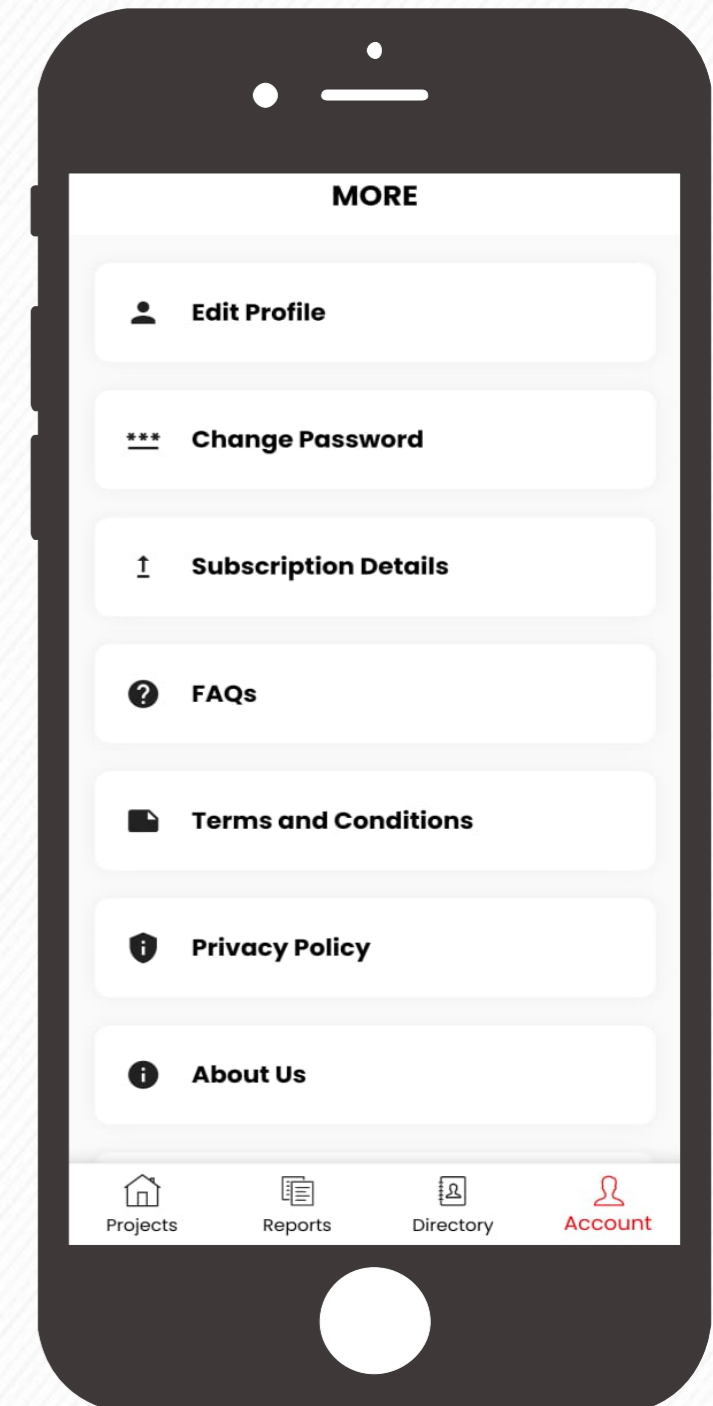 MORE
Edit Profile
Change Password
Subscription Details
FAQs
Terms and Conditions
Privacy Policy
About Us
Projects Reports Directory Account